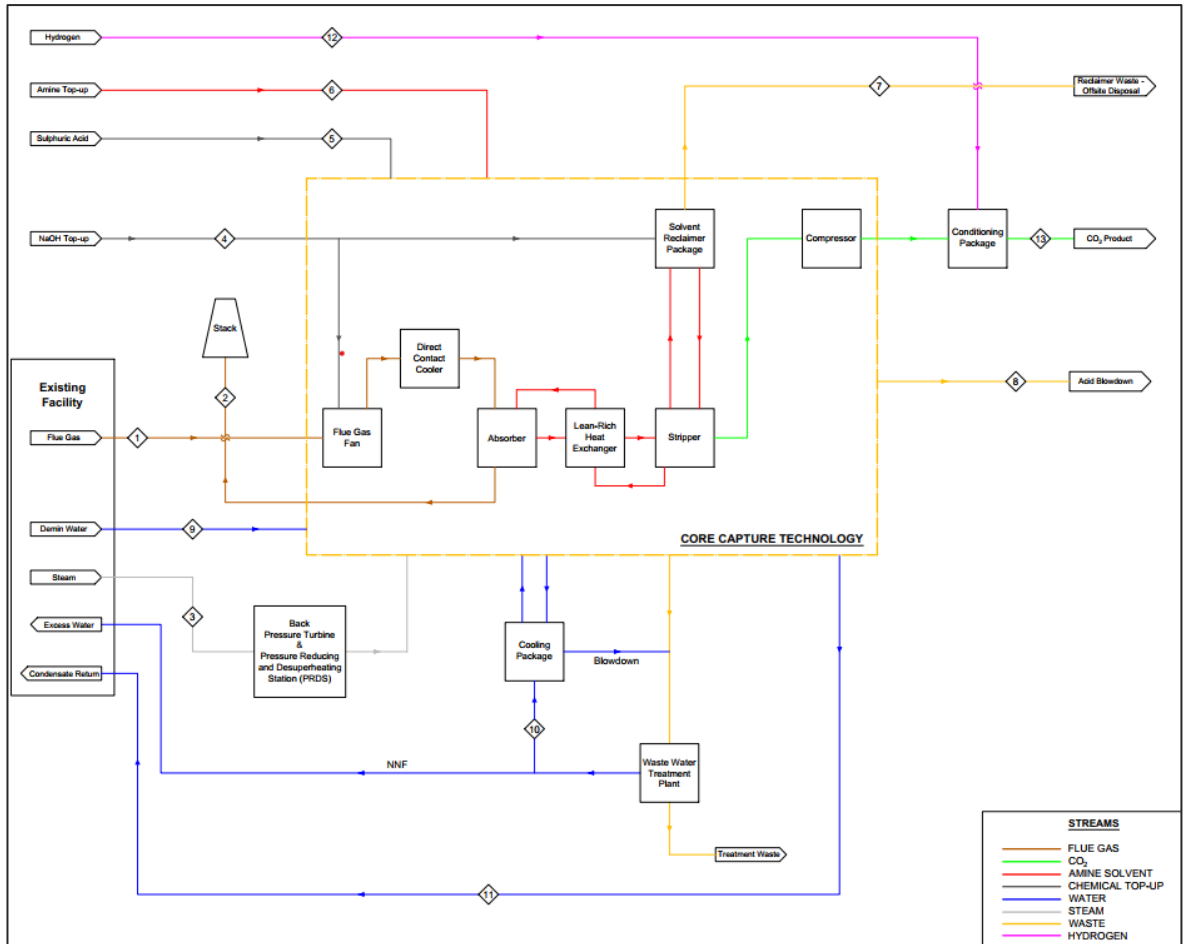 Hydrogen
12
Amine Top-up
6
7
Reclaimer Waste -
Offsite Disposal
Sulphuric Acid
5
NaOH Top-up
4
Solvent
Reclaimer
Package
Compressor
Conditioning
Package
13
CO₂ Product
Stack
Direct
Contact
Cooler
Existing
Facility
2
8
Acid Blowdown
Flue Gas
1
Flue Gas
Fan
Absorber
Lean-Rich
Heat
Exchanger
Stripper
Demin Water
9
CORE CAPTURE TECHNOLOGY
Steam
3
Excess Water
Condensate Return
Back
Pressure Turbine
&
Pressure Reducing
and Desuperheating
Station (PRDS)
Cooling
Package
Blowdown
10
NNF
Waste Water
Treatment
Plant
Treatment Waste
11
STREAMS
FLUE GAS
CO₂
AMINE SOLVENT
CHEMICAL TOP-UP
WATER
STEAM
WASTE
HYDROGEN